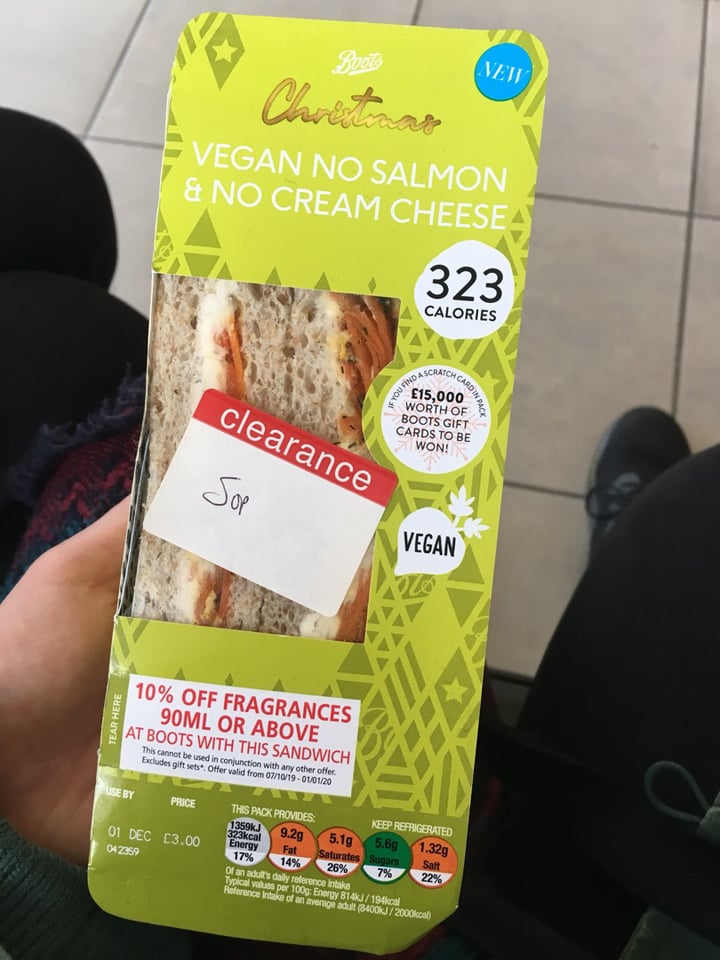 Boots
NEW
Christmas
VEGAN NO SALMON
& NO CREAM CHEESE
323
CALORIES
IF YOU FIND A SCRATCH CARD IN PACK
£15,000
WORTH OF
BOOTS GIFT
CARDS TO BE
WON!
clearance
50p
VEGAN
TEAR HERE
10% OFF FRAGRANCES
90ML OR ABOVE
AT BOOTS WITH THIS SANDWICH
This cannot be used in conjunction with any other offer.
Excludes gift sets*. Offer valid from 07/10/19 - 01/01/20
USE BY PRICE
01 DEC £3.00
042359
THIS PACK PROVIDES: KEEP REFRIGERATED
1359kJ
323kcal
Energy
17%
9.2g
Fat
14%
5.1g
Saturates
26%
5.6g
Sugars
7%
1.32g
Salt
22%
Of an adult's daily reference intake
Typical values per 100g: Energy 814kJ / 194kcal
Reference Intake of an average adult (8400kJ / 2000kcal)